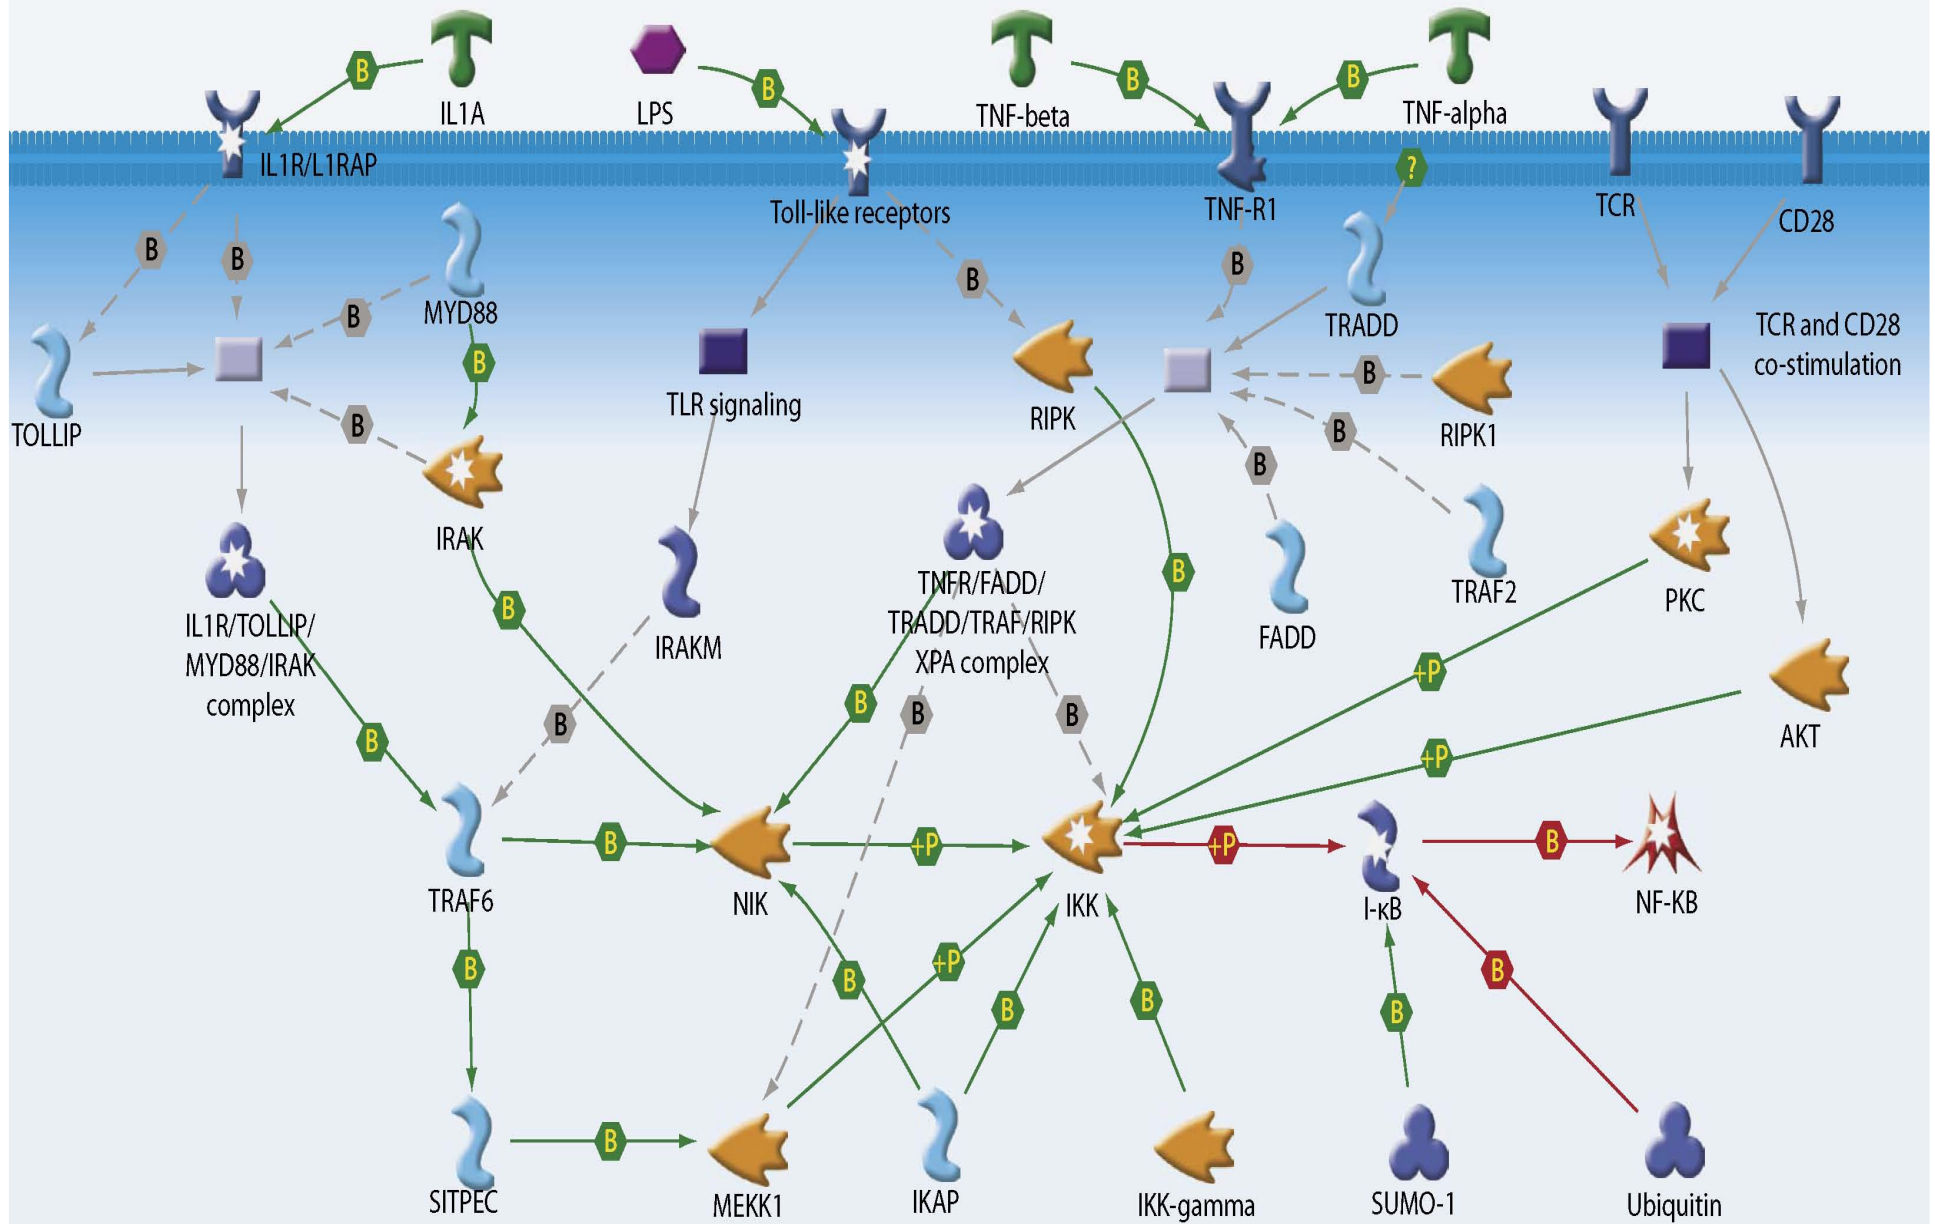 B
IL1A
LPS
B
TNF-beta
B
B
TNF-alpha
TCR
CD28
IL1R/L1RAP
Toll-like receptors
TNF-R1
?
B
B
MYD88
B
B
B
TRADD
TCR and CD28
co-stimulation
TOLLIP
B
B
IRAK
TLR signaling
RIPK
B
RIPK1
B
B
TRAF2
FADD
PKC
AKT
IL1R/TOLLIP/
MYD88/IRAK
complex
B
IRAKM
TNFR/FADD/
TRADD/TRAF/RIPK
XPA complex
B
+P
+P
B
B
B
B
B
TRAF6
B
NIK
+P
IKK
+P
I-κB
B
NF-KB
B
B
+P
B
B
B
B
SITPEC
B
MEKK1
IKAP
IKK-gamma
SUMO-1
Ubiquitin